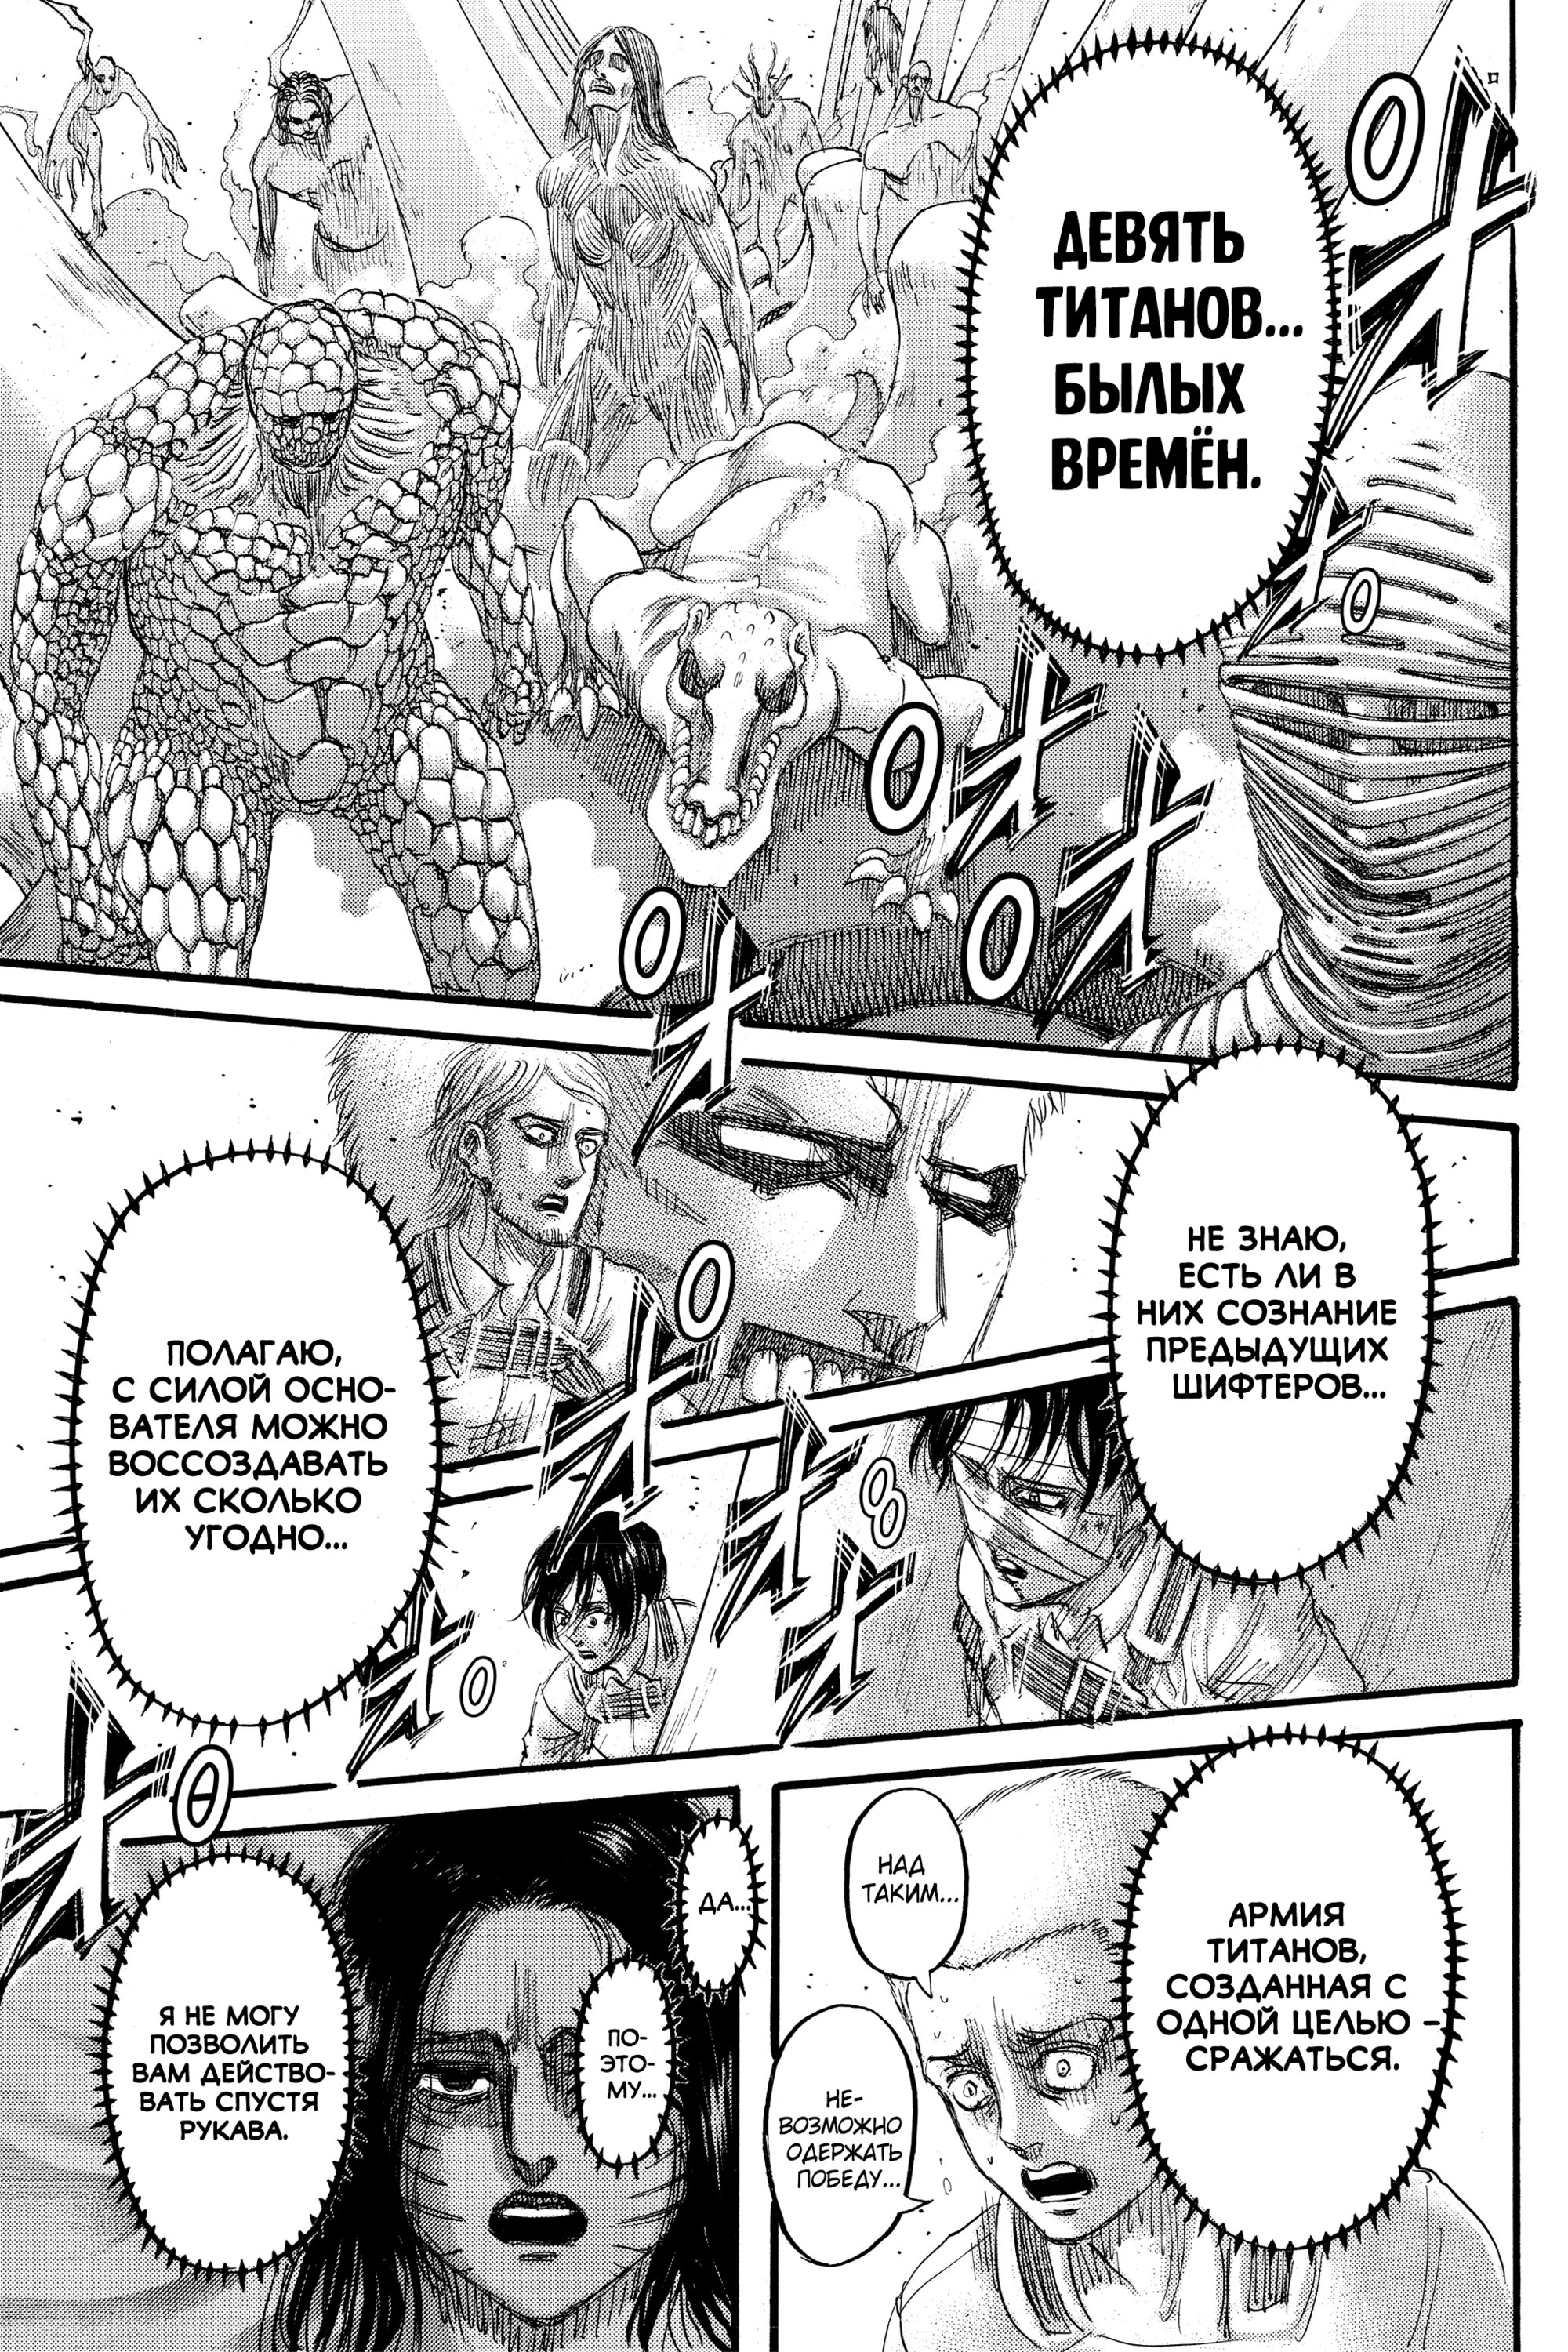 ДЕВЯТЬ
ТИТАНОВ...
БЫЛЫХ
ВРЕМЁН.
НЕ ЗНАЮ,
ЕСТЬ ЛИ В
НИХ СОЗНАНИЕ
ПРЕДЫДУЩИХ
ШИФТЕРОВ...
ПОЛАГАЮ,
С СИЛОЙ ОСНО-
ВАТЕЛЯ МОЖНО
ВОССОЗДАВАТЬ
ИХ СКОЛЬКО
УГОДНО...
АРМИЯ
ТИТАНОВ,
СОЗДАННАЯ С
ОДНОЙ ЦЕЛЬЮ –
СРАЖАТЬСЯ.
НАД
ТАКИМ...
НЕ-
ВОЗМОЖНО
ОДЕРЖАТЬ
ПОБЕДУ...
ДА...
ПО-
ЭТО-
МУ...
Я НЕ МОГУ
ПОЗВОЛИТЬ
ВАМ ДЕЙСТВО-
ВАТЬ СПУСТЯ
РУКАВА.